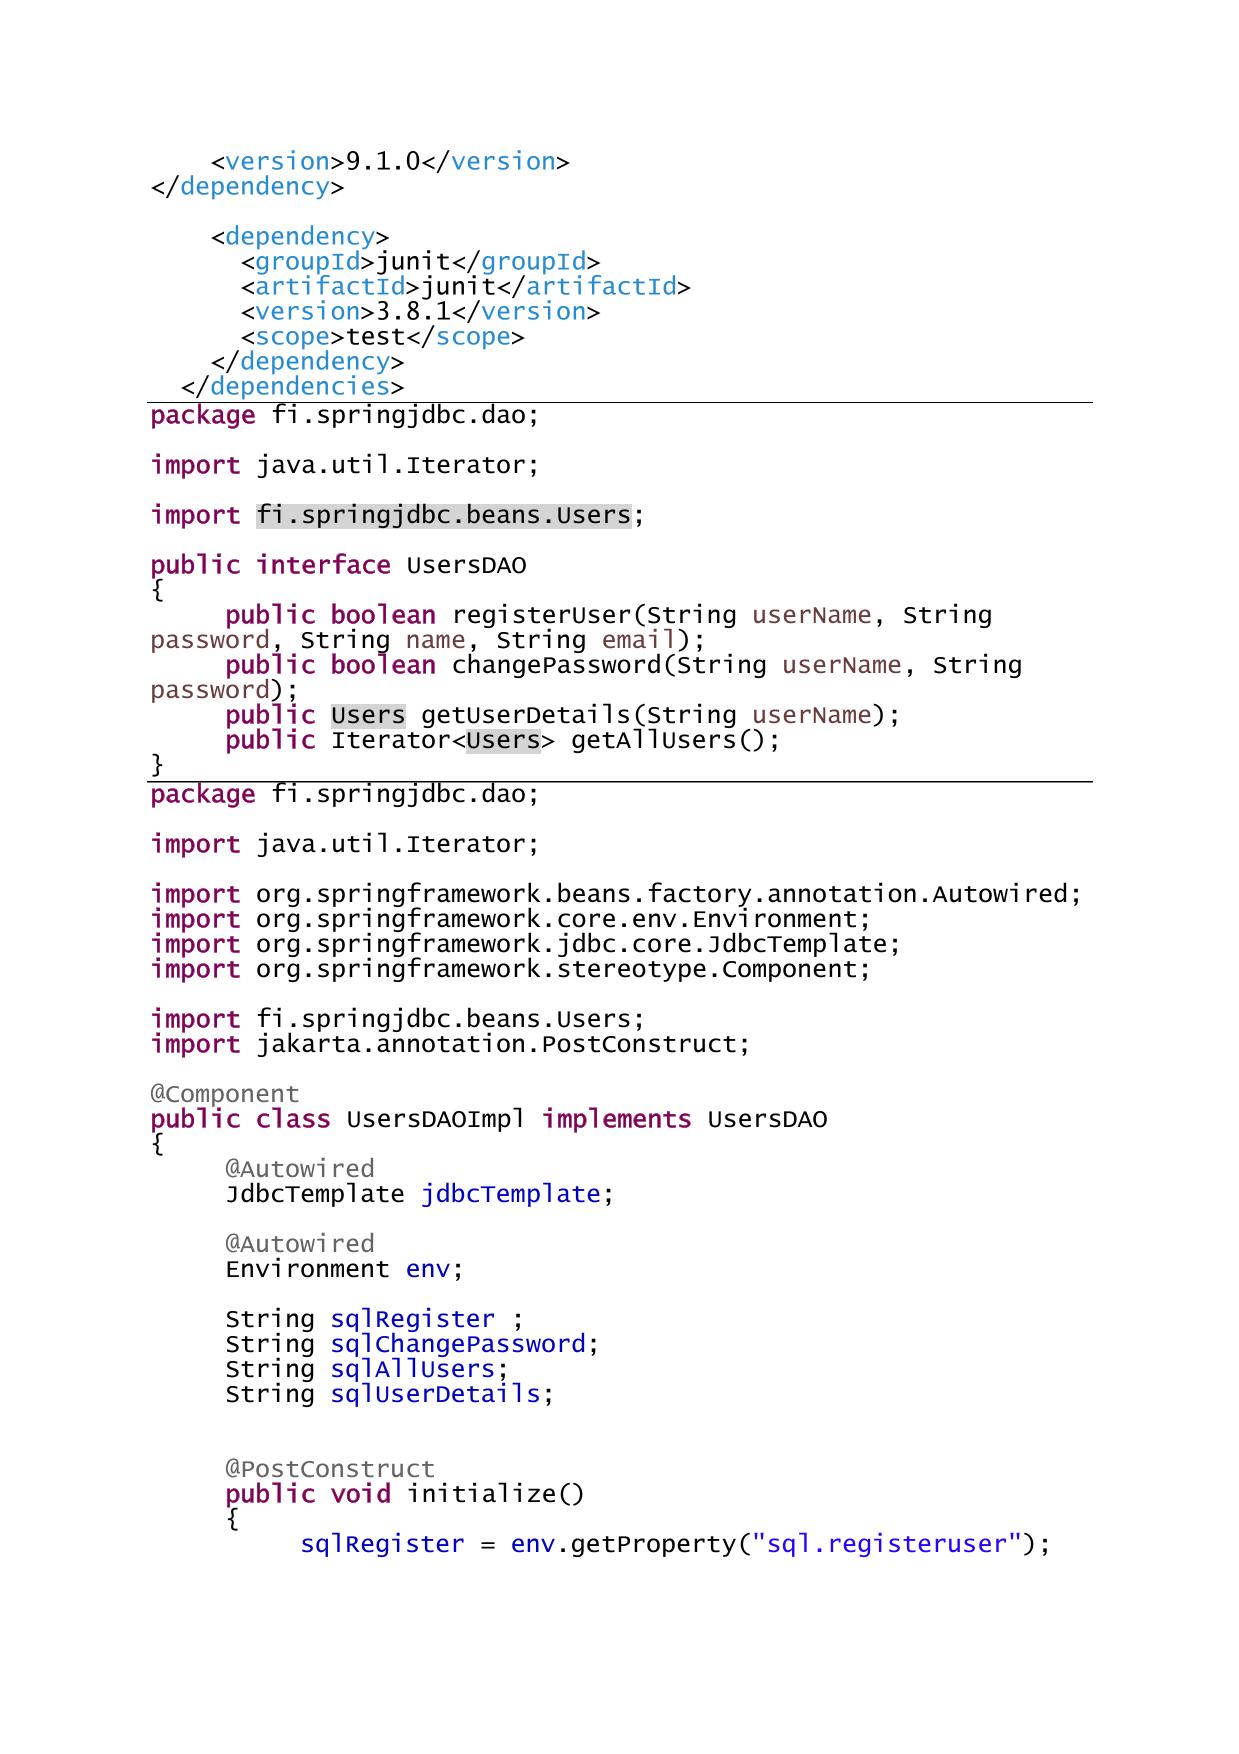 <version>9.1.0</version>
</dependency>
<dependency>
<groupId>junit</groupId>
<artifactId>junit</artifactId>
<version>3.8.1</version>
<scope>test</scope>
</dependency>
</dependencies>
package fi.springjdbc.dao;
import java.util.Iterator;
import fi.springjdbc.beans.Users;
public interface UsersDAO
{
public boolean registerUser(String userName, String
password, String name, String email);
public boolean changePassword(String userName, String
password);
public Users getUserDetails(String userName);
public Iterator<Users> getAllUsers();
}
package fi.springjdbc.dao;
import java.util.Iterator;
import org.springframework.beans.factory.annotation.Autowired;
import org.springframework.core.env.Environment;
import org.springframework.jdbc.core.JdbcTemplate;
import org.springframework.stereotype.Component;
import fi.springjdbc.beans.Users;
import jakarta.annotation.PostConstruct;
@Component
public class UsersDAOImpl implements UsersDAO
{
@Autowired
JdbcTemplate jdbcTemplate;
@Autowired
Environment env;
String sqlRegister ;
String sqlChangePassword;
String sqlAllUsers;
String sqlUserDetails;
@PostConstruct
public void initialize()
{
sqlRegister = env.getProperty("sql.registeruser");